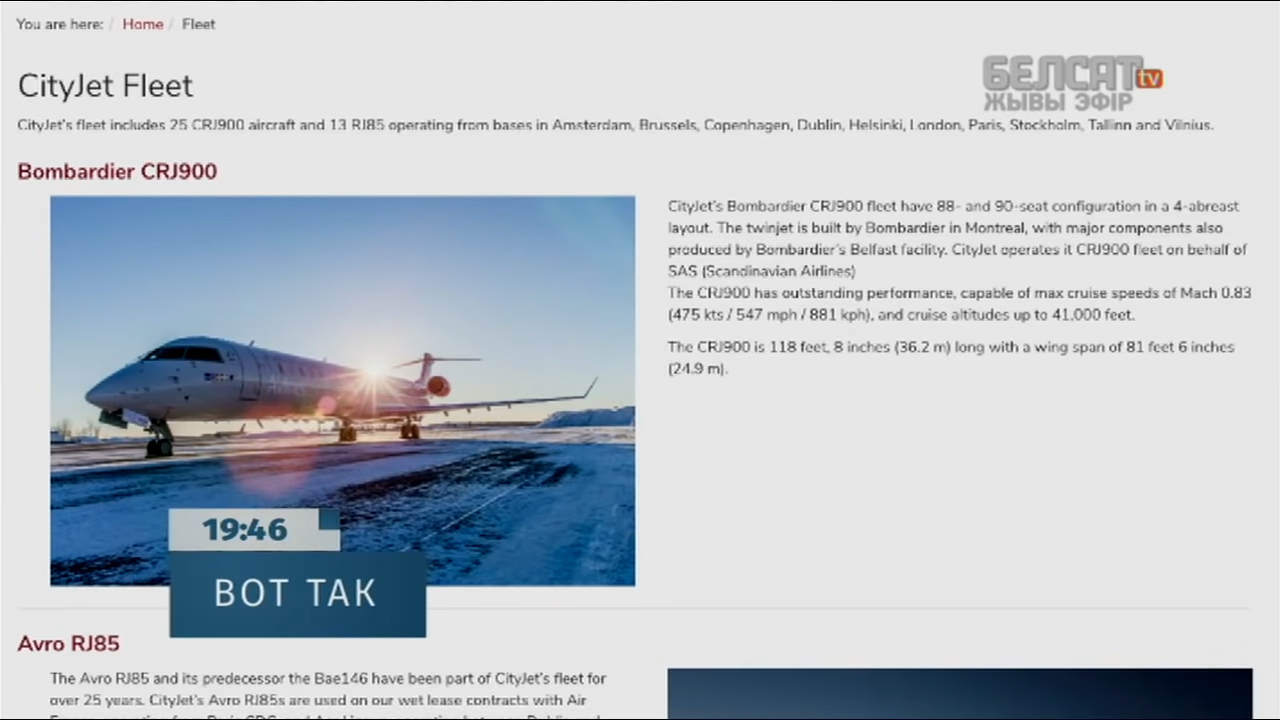 You are here: / Home / Fleet
CityJet Fleet
БЕЛСАТ tv
ЖЫВЫ ЭФІР
CityJet's fleet includes 25 CRJ900 aircraft and 13 RJ85 operating from bases in Amsterdam, Brussels, Copenhagen, Dublin, Helsinki, London, Paris, Stockholm, Tallinn and Vilnius.
Bombardier CRJ900
CityJet's Bombardier CRJ900 fleet have 88- and 90-seat configuration in a 4-abreast
layout. The twinjet is built by Bombardier in Montreal, with major components also
produced by Bombardier's Belfast facility. CityJet operates it CRJ900 fleet on behalf of
SAS (Scandinavian Airlines)
The CRJ900 has outstanding performance, capable of max cruise speeds of Mach 0.83
(475 kts / 547 mph / 881 kph), and cruise altitudes up to 41,000 feet.
The CRJ900 is 118 feet, 8 inches (36.2 m) long with a wing span of 81 feet 6 inches
(24.9 m).
19:46
ВОТ ТАК
Avro RJ85
The Avro RJ85 and its predecessor the Bae146 have been part of CityJet's fleet for
over 25 years. CityJet's Avro RJ85s are used on our wet lease contracts with Air